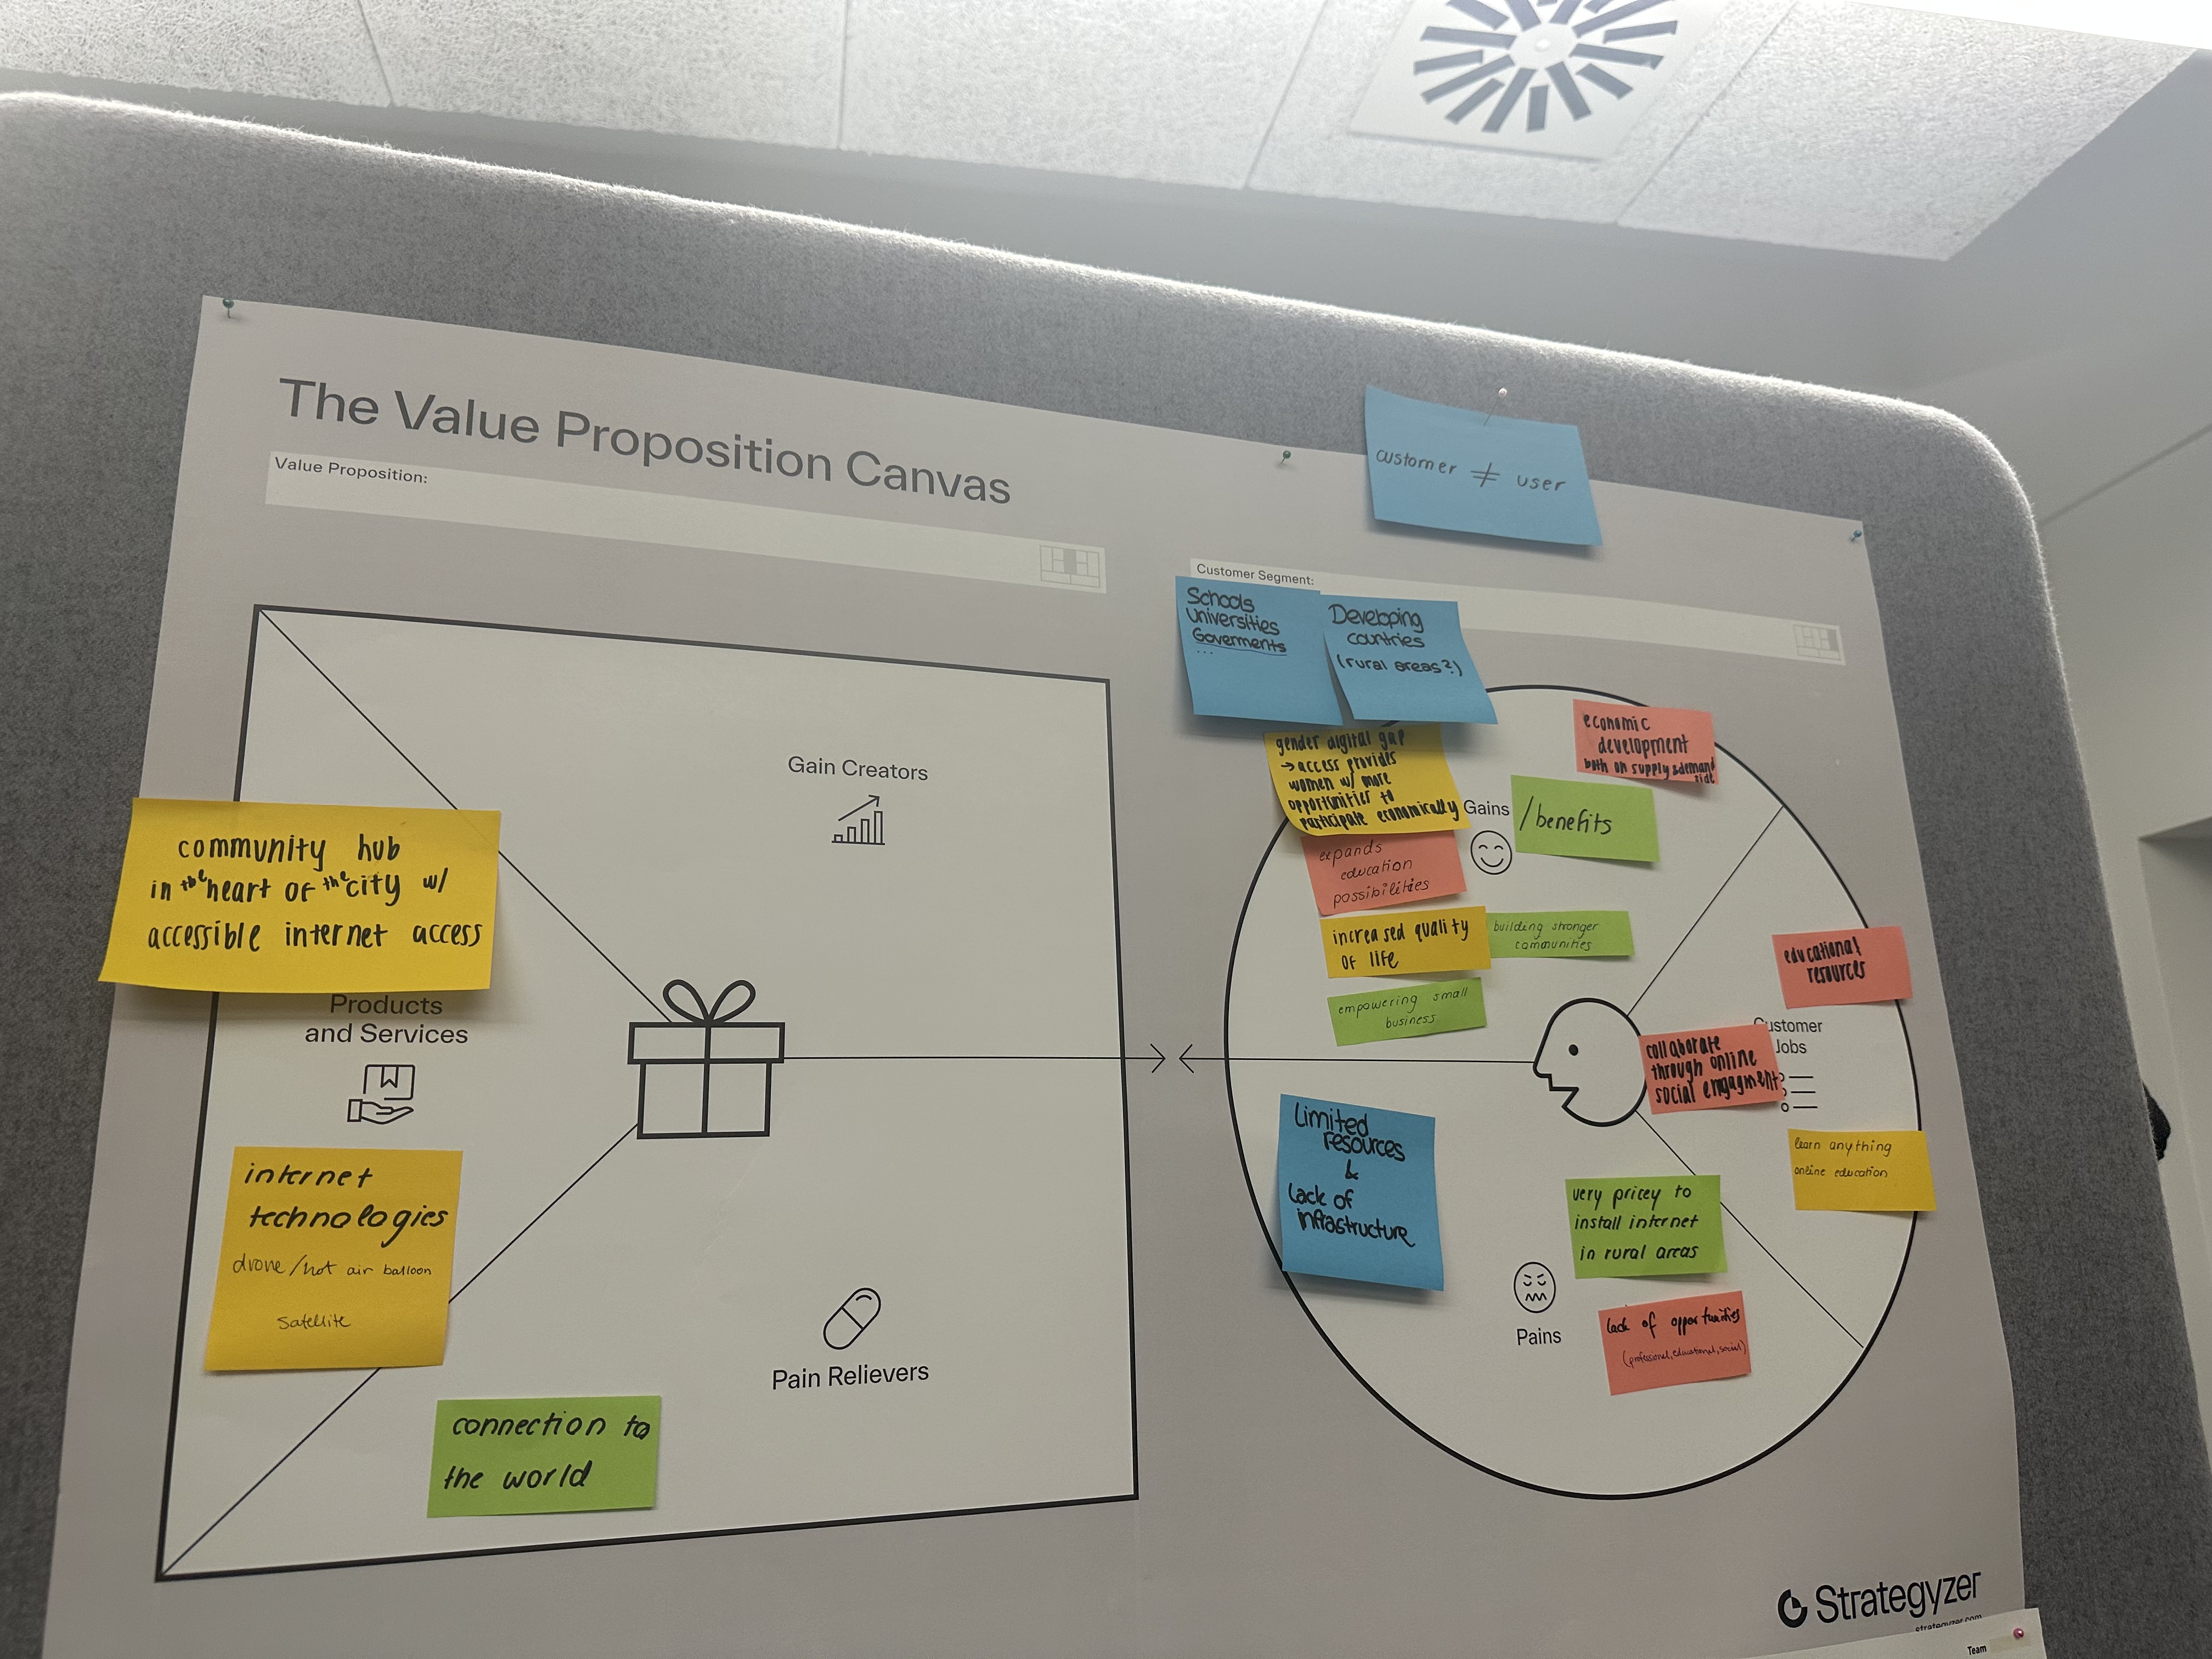 The Value Proposition Canvas
Value Proposition:
customer ≠ user
Customer Segment:
Schools
Universities
Goverments
...
Developing
countries
(rural areas?)
Gain Creators
community hub
in the heart of the city w/
accessible internet access
Products
and Services
internet
technologies
drone/hot air balloon
satellite
connection to
the world
Pain Relievers
gender digital gap
→ access provides
women w/ more
opportunities to
participate economically
Gains
/benefits
economic
development
both on supply & demand
side
expands
education
possibilities
increased quality
of life
building stronger
communities
empowering small
business
educational
resources
Customer
Jobs
collaborate
through online
social engagment
learn anything
online education
Limited
resources
&
Lack of
infrastructure
very pricey to
install internet
in rural areas
Pains
lack of opportunities
(professional, educational, social)
Strategyzer
strategyzer.com
Team